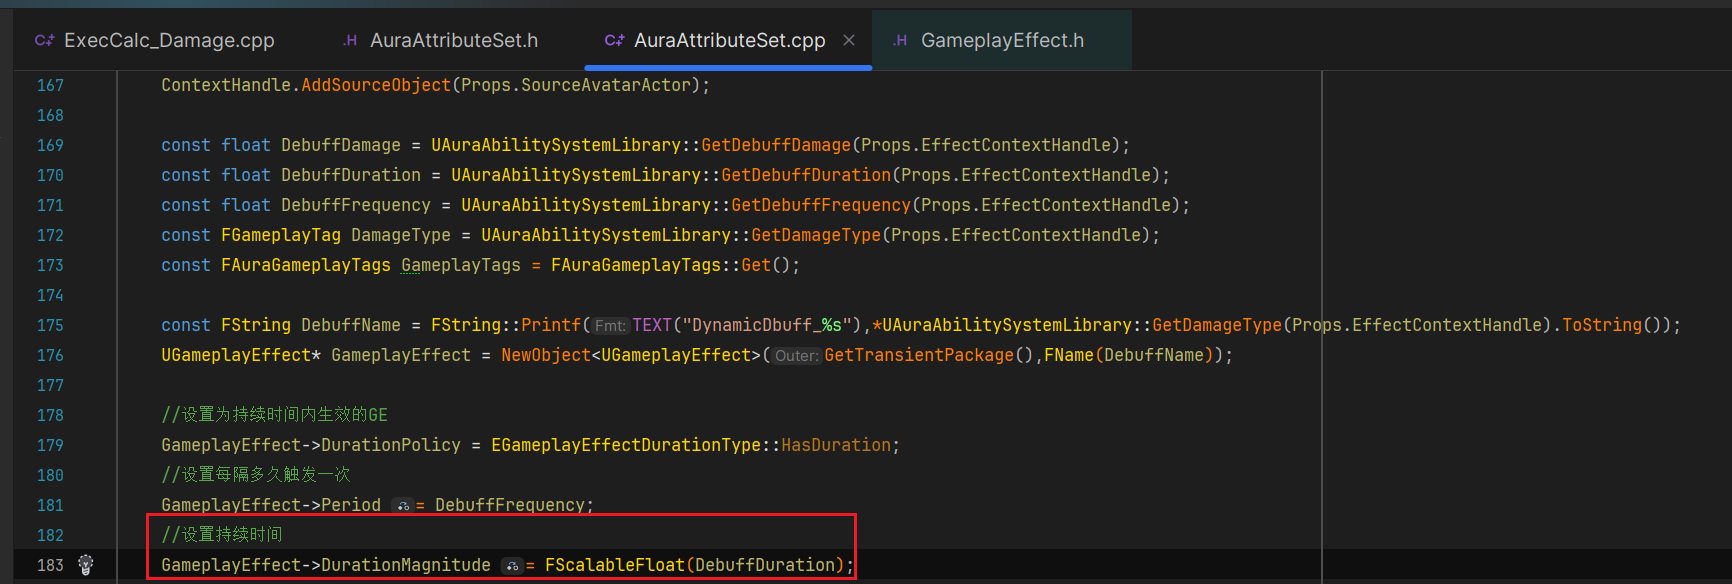 ExecCalc_Damage.cpp
AuraAttributeSet.h
AuraAttributeSet.cpp
GameplayEffect.h
167 ContextHandle.AddSourceObject(Props.SourceAvatarActor);
168
169 const float DebuffDamage = UAuraAbilitySystemLibrary::GetDebuffDamage(Props.EffectContextHandle);
170 const float DebuffDuration = UAuraAbilitySystemLibrary::GetDebuffDuration(Props.EffectContextHandle);
171 const float DebuffFrequency = UAuraAbilitySystemLibrary::GetDebuffFrequency(Props.EffectContextHandle);
172 const FGameplayTag DamageType = UAuraAbilitySystemLibrary::GetDamageType(Props.EffectContextHandle);
173 const FAuraGameplayTags GameplayTags = FAuraGameplayTags::Get();
174
175 const FString DebuffName = FString::Printf(Fmt:TEXT("DynamicDbuff_%s"),*UAuraAbilitySystemLibrary::GetDamageType(Props.EffectContextHandle).ToString());
176 UGameplayEffect* GameplayEffect = NewObject<UGameplayEffect>(Outer:GetTransientPackage(),FName(DebuffName));
177
178 //设置为持续时间内生效的GE
179 GameplayEffect->DurationPolicy = EGameplayEffectDurationType::HasDuration;
180 //设置每隔多久触发一次
181 GameplayEffect->Period = DebuffFrequency;
182 //设置持续时间
183 GameplayEffect->DurationMagnitude = FScalableFloat(DebuffDuration);